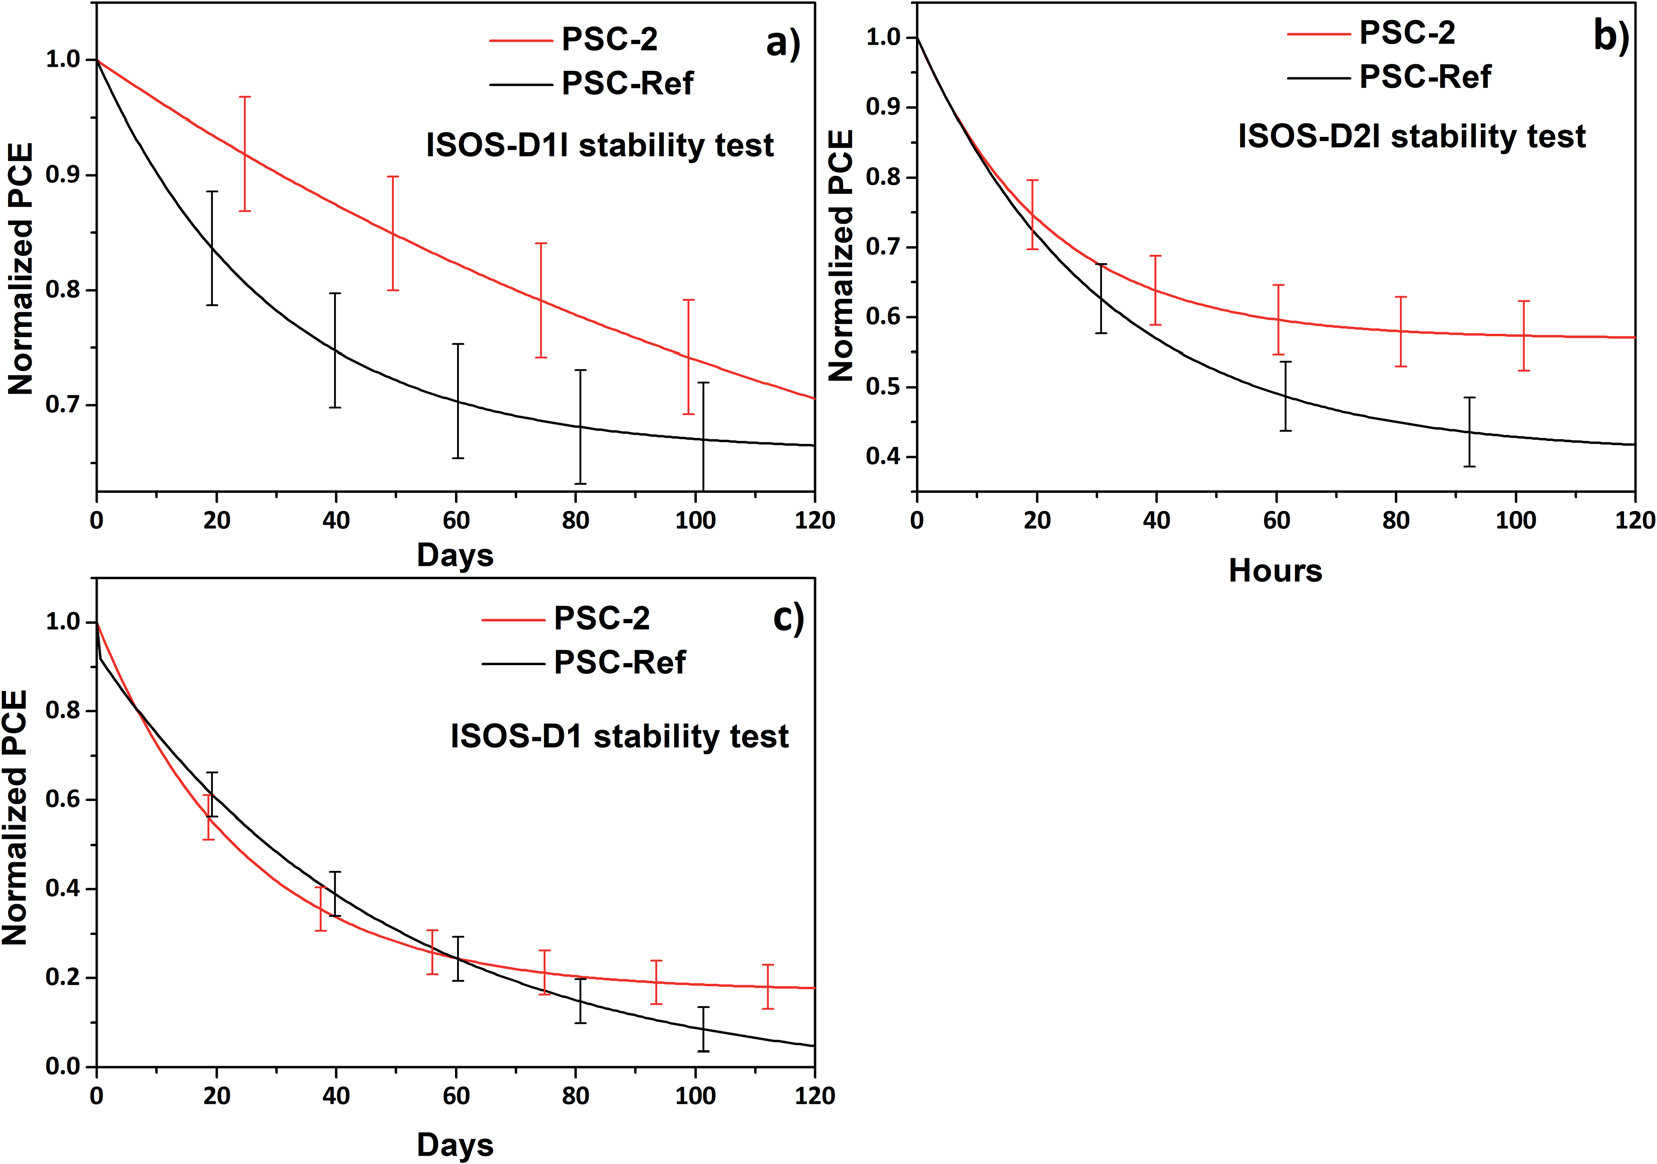 PSC-2
PSC-Ref
a)
ISOS-D1I stability test
Normalized PCE
1.0
0.9
0.8
0.7
0 20 40 60 80 100 120
Days
PSC-2
PSC-Ref
b)
ISOS-D2I stability test
Normalized PCE
1.0
0.9
0.8
0.7
0.6
0.5
0.4
0 20 40 60 80 100 120
Hours
PSC-2
PSC-Ref
c)
ISOS-D1 stability test
Normalized PCE
1.0
0.8
0.6
0.4
0.2
0.0
0 20 40 60 80 100 120
Days